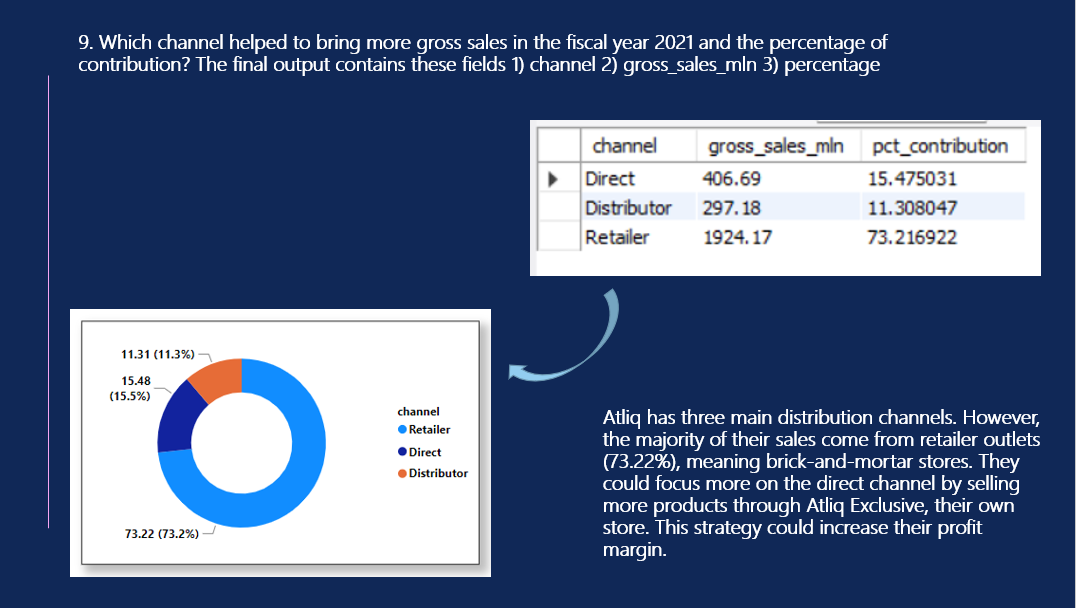 9. Which channel helped to bring more gross sales in the fiscal year 2021 and the percentage of
contribution? The final output contains these fields 1) channel 2) gross_sales_mln 3) percentage
channel gross_sales_mln pct_contribution
Direct 406.69 15.475031
Distributor 297.18 11.308047
Retailer 1924.17 73.216922
11.31 (11.3%)
15.48
(15.5%)
73.22 (73.2%)
channel
Retailer
Direct
Distributor
Atliq has three main distribution channels. However,
the majority of their sales come from retailer outlets
(73.22%), meaning brick-and-mortar stores. They
could focus more on the direct channel by selling
more products through Atliq Exclusive, their own
store. This strategy could increase their profit
margin.